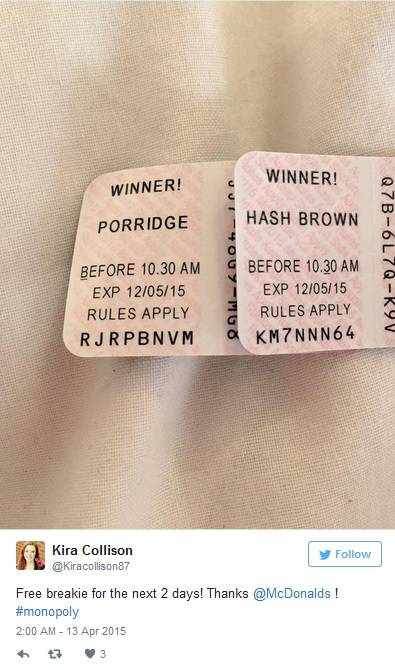 WINNER!
PORRIDGE
BEFORE 10.30 AM
EXP 12/05/15
RULES APPLY
RJRPBNVM
WINNER!
HASH BROWN
BEFORE 10.30 AM
EXP 12/05/15
RULES APPLY
KM7NNN64
Q7B-6L7Q-K9V
Kira Collison
@Kiracollison87
Follow
Free breakie for the next 2 days! Thanks @McDonalds !
#monopoly
2:00 AM - 13 Apr 2015
3